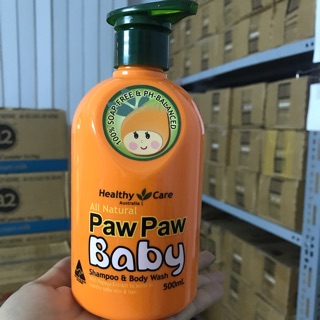 100% SOAP FREE & PH-BALANCED
Healthy Care
Australia
All Natural
Paw Paw
Baby
Shampoo & Body Wash
500mL